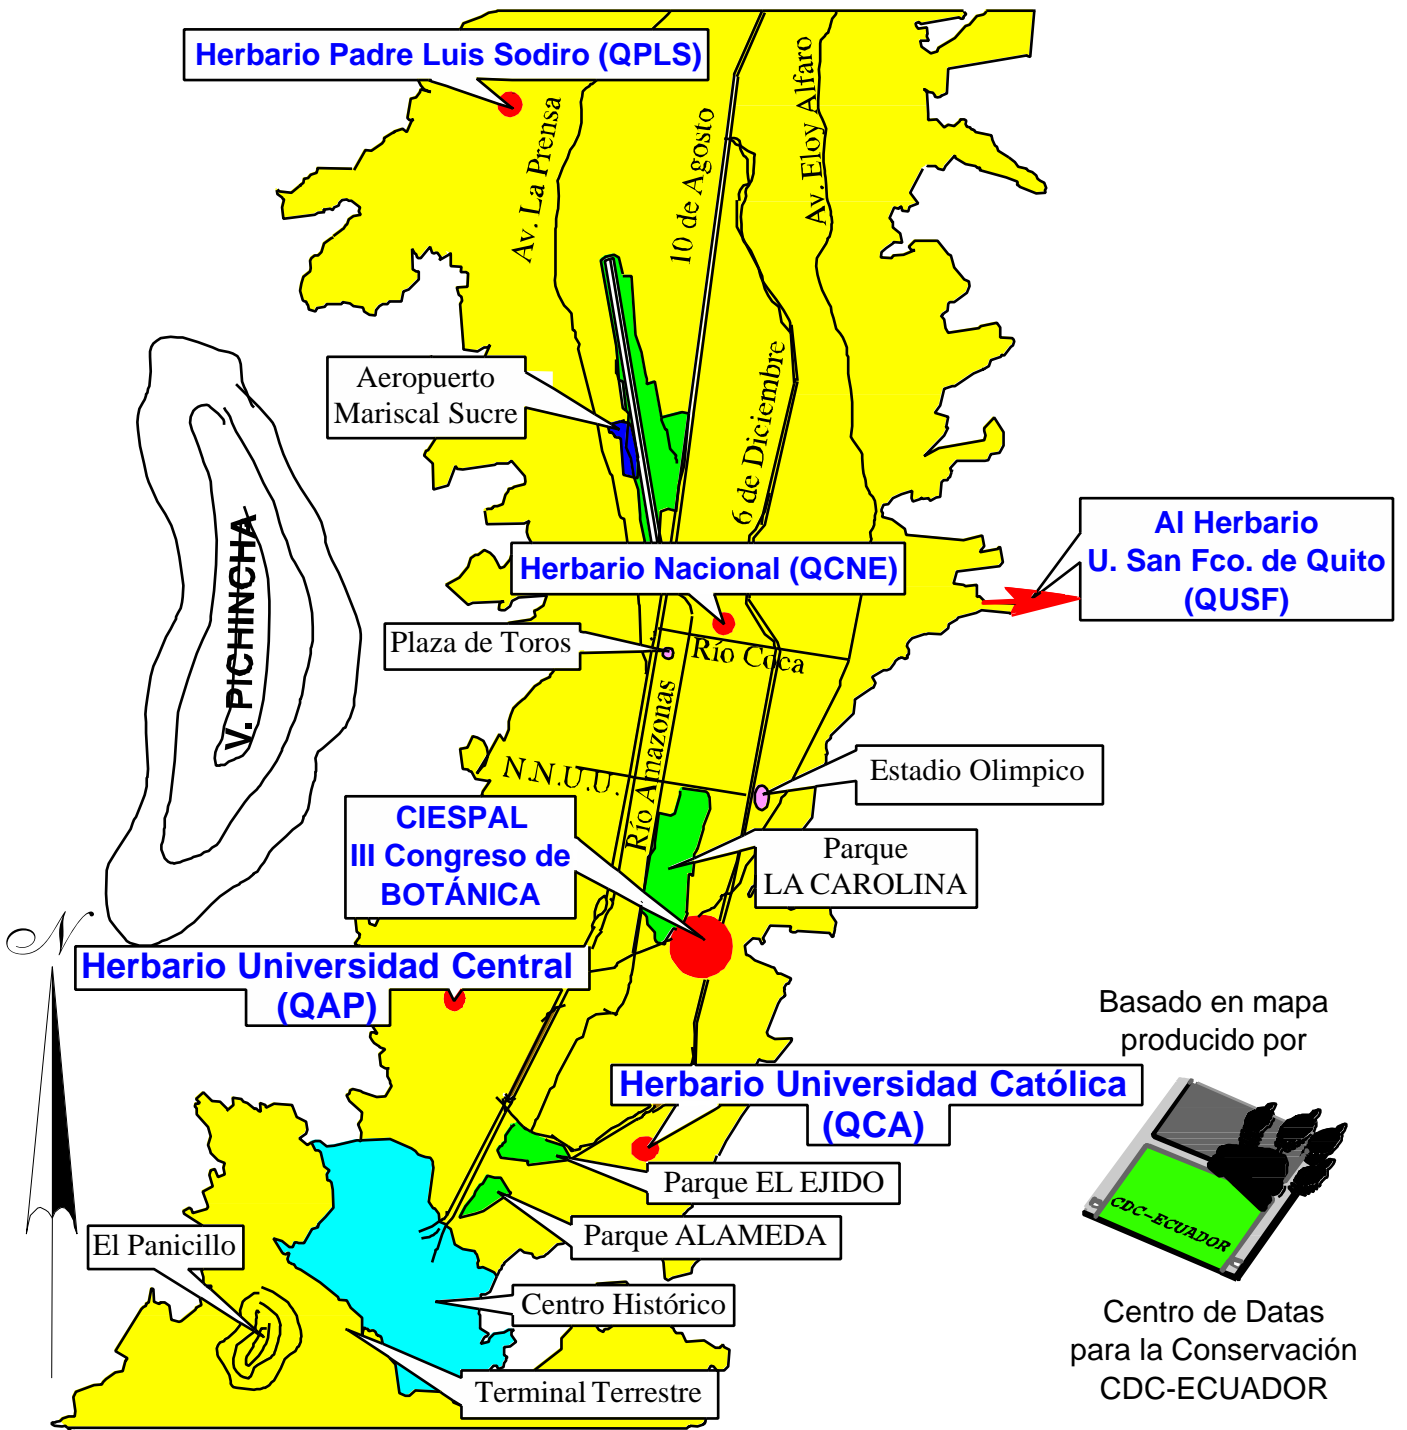 Herbario Padre Luis Sodiro (QPLS)
Av. La Prensa
10 de Agosto
Av. Eloy Alfaro
Aeropuerto
Mariscal Sucre
6 de Diciembre
V. PICHINCHA
Al Herbario
U. San Fco. de Quito
(QUSF)
Herbario Nacional (QCNE)
Plaza de Toros
Río Coca
Río Amazonas
N.N.U.U.
Estadio Olimpico
CIESPAL
III Congreso de
BOTÁNICA
Parque
LA CAROLINA
N
Herbario Universidad Central
(QAP)
Basado en mapa
producido por
Herbario Universidad Católica
(QCA)
Parque EL EJIDO
CDC-ECUADOR
Parque ALAMEDA
El Panicillo
Centro Histórico
Terminal Terrestre
Centro de Datas
para la Conservación
CDC-ECUADOR